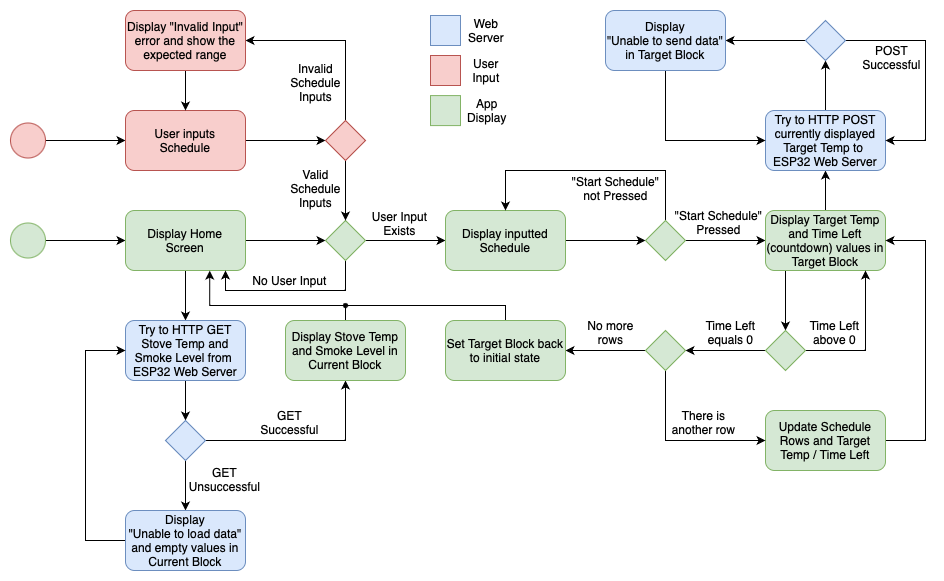 Display "Invalid Input"
error and show the
expected range
Web
Server
User
Input
App
Display
Display
"Unable to send data"
in Target Block
POST
Successful
Invalid
Schedule
Inputs
User inputs
Schedule
Try to HTTP POST
currently displayed
Target Temp to
ESP32 Web Server
Valid
Schedule
Inputs
"Start Schedule"
not Pressed
Display Home
Screen
User Input
Exists
Display inputted
Schedule
"Start Schedule"
Pressed
Display Target Temp
and Time Left
(countdown) values in
Target Block
No User Input
Try to HTTP GET
Stove Temp and
Smoke Level from
ESP32 Web Server
Display Stove Temp
and Smoke Level in
Current Block
Set Target Block back
to initial state
No more
rows
Time Left
equals 0
Time Left
above 0
GET
Successful
There is
another row
Update Schedule
Rows and Target
Temp / Time Left
GET
Unsuccessful
Display
"Unable to load data"
and empty values in
Current Block